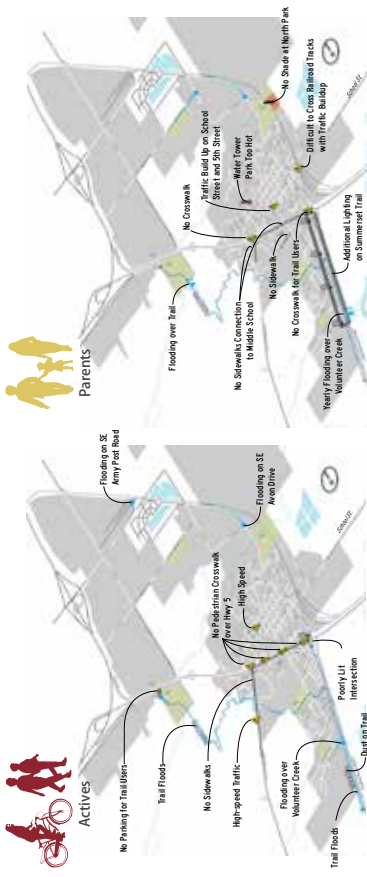 Actives
No Parking for Trail Users
Trail Floods
No Sidewalks
High-speed Traffic
Flooding over
Volunteer Creek
Trail Floods
Dust on Trail
Poorly Lit
Intersection
High Speed
No Pedestrian Crosswalk
over Hwy 5
Flooding on SE
Avon Drive
Flooding on SE
Army Post Road
School St
Parents
Flooding over Trail
No Crosswalk
Traffic Build Up on School
Street and 5th Street
Water Tower
Park Too Hot
No Shade at North Park
Difficult to Cross Railroad Tracks
with Traffic Buildup
No Sidewalks Connection
to Middle School
No Sidewalk
No Crosswalk for Trail Users
Additional Lighting
on Summerset Trail
Yearly Flooding over
Volunteer Creek
School St